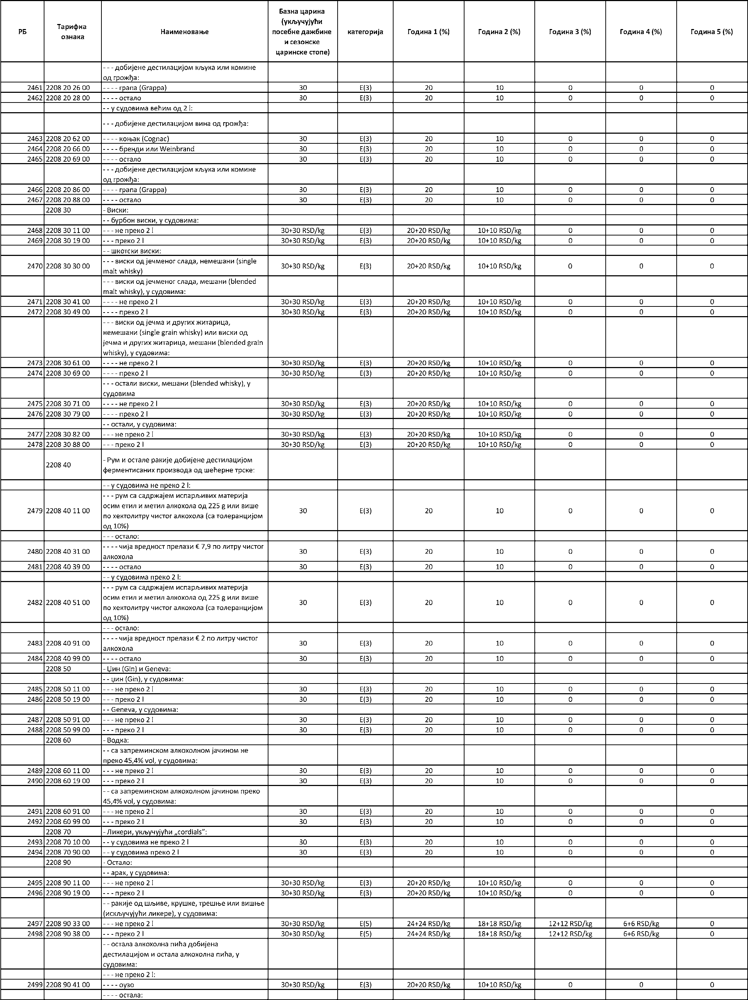 РБ Тарифна ознака Наименовање Базна царина (укључујући посебне дажбине и сезонске царинске стопе) категорија Година 1 (%) Година 2 (%) Година 3 (%) Година 4 (%) Година 5 (%)
- - - добијене дестилацијом кљука или комине
од грожђа:
2461 2208 20 26 00 - - - - грапа (Grappa) 30 E(3) 20 10 0 0 0
2462 2208 20 28 00 - - - - остало 30 E(3) 20 10 0 0 0
- - у судовима већим од 2 l:
- - - добијене дестилацијом вина од грожђа:
2463 2208 20 62 00 - - - - коњак (Cognac) 30 E(3) 20 10 0 0 0
2464 2208 20 66 00 - - - - бренди или Weinbrand 30 E(3) 20 10 0 0 0
2465 2208 20 69 00 - - - - остало 30 E(3) 20 10 0 0 0
- - - добијене дестилацијом кљука или комине
од грожђа:
2466 2208 20 86 00 - - - - грапа (Grappa) 30 E(3) 20 10 0 0 0
2467 2208 20 88 00 - - - - остало 30 E(3) 20 10 0 0 0
2208 30 - Виски:
- - бурбон виски, у судовима:
2468 2208 30 11 00 - - - не преко 2 l 30+30 RSD/kg E(3) 20+20 RSD/kg 10+10 RSD/kg 0 0 0
2469 2208 30 19 00 - - - преко 2 l 30+30 RSD/kg E(3) 20+20 RSD/kg 10+10 RSD/kg 0 0 0
- - шкотски виски:
2470 2208 30 30 00 - - - виски од јечменог слада, немешани (single
malt whisky) 30+30 RSD/kg E(3) 20+20 RSD/kg 10+10 RSD/kg 0 0 0
- - - виски од јечменог слада, мешани (blended
malt whisky), у судовима:
2471 2208 30 41 00 - - - - не преко 2 l 30+30 RSD/kg E(3) 20+20 RSD/kg 10+10 RSD/kg 0 0 0
2472 2208 30 49 00 - - - - преко 2 l 30+30 RSD/kg E(3) 20+20 RSD/kg 10+10 RSD/kg 0 0 0
- - - виски од јечма и других житарица,
немешани (single grain whisky) или виски од
јечма и других житарица, мешани (blended grain
whisky), у судовима:
2473 2208 30 61 00 - - - - не преко 2 l 30+30 RSD/kg E(3) 20+20 RSD/kg 10+10 RSD/kg 0 0 0
2474 2208 30 69 00 - - - - преко 2 l 30+30 RSD/kg E(3) 20+20 RSD/kg 10+10 RSD/kg 0 0 0
- - - остали виски, мешани (blended whisky), у
судовима
2475 2208 30 71 00 - - - - не преко 2 l 30+30 RSD/kg E(3) 20+20 RSD/kg 10+10 RSD/kg 0 0 0
2476 2208 30 79 00 - - - - преко 2 l 30+30 RSD/kg E(3) 20+20 RSD/kg 10+10 RSD/kg 0 0 0
- - остали, у судовима:
2477 2208 30 82 00 - - - не преко 2 l 30+30 RSD/kg E(3) 20+20 RSD/kg 10+10 RSD/kg 0 0 0
2478 2208 30 88 00 - - - преко 2 l 30+30 RSD/kg E(3) 20+20 RSD/kg 10+10 RSD/kg 0 0 0
2208 40 - Рум и остале ракије добијене дестилацијом
ферментисаних производа од шећерне трске:
- - у судовима не преко 2 l:
2479 2208 40 11 00 - - - рум са садржајем испарљивих материја
осим етил и метил алкохола од 225 g или више
по хектолитру чистог алкохола (са толеранцијом
од 10%) 30 E(3) 20 10 0 0 0
- - - остало:
2480 2208 40 31 00 - - - - чија вредност прелази € 7,9 по литру чистог
алкохола 30 E(3) 20 10 0 0 0
2481 2208 40 39 00 - - - - остало 30 E(3) 20 10 0 0 0
- - у судовима преко 2 l:
2482 2208 40 51 00 - - - рум са садржајем испарљивих материја
осим етил и метил алкохола од 225 g или више
по хектолитру чистог алкохола (са толеранцијом
од 10%) 30 E(3) 20 10 0 0 0
- - - остало:
2483 2208 40 91 00 - - - - чија вредност прелази € 2 по литру чистог
алкохола 30 E(3) 20 10 0 0 0
2484 2208 40 99 00 - - - - остало 30 E(3) 20 10 0 0 0
2208 50 - Џин (Gin) и Geneva:
- - џин (Gin), у судовима:
2485 2208 50 11 00 - - - не преко 2 l 30 E(3) 20 10 0 0 0
2486 2208 50 19 00 - - - преко 2 l 30 E(3) 20 10 0 0 0
- - Geneva, у судовима:
2487 2208 50 91 00 - - - не преко 2 l 30 E(3) 20 10 0 0 0
2488 2208 50 99 00 - - - преко 2 l 30 E(3) 20 10 0 0 0
2208 60 - Водка:
- - са запреминском алкохолном јачином не
преко 45,4% vol, у судовима:
2489 2208 60 11 00 - - - не преко 2 l 30 E(3) 20 10 0 0 0
2490 2208 60 19 00 - - - преко 2 l 30 E(3) 20 10 0 0 0
- - са запреминском алкохолном јачином преко
45,4% vol, у судовима:
2491 2208 60 91 00 - - - не преко 2 l 30 E(3) 20 10 0 0 0
2492 2208 60 99 00 - - - преко 2 l 30 E(3) 20 10 0 0 0
2208 70 - Ликери, укључујући „cordials”:
2493 2208 70 10 00 - - у судовима не преко 2 l 30 E(3) 20 10 0 0 0
2494 2208 70 90 00 - - у судовима преко 2 l 30 E(3) 20 10 0 0 0
2208 90 - Остало:
- - арак, у судовима:
2495 2208 90 11 00 - - - не преко 2 l 30+30 RSD/kg E(3) 20+20 RSD/kg 10+10 RSD/kg 0 0 0
2496 2208 90 19 00 - - - преко 2 l 30+30 RSD/kg E(3) 20+20 RSD/kg 10+10 RSD/kg 0 0 0
- - ракије од шљиве, крушке, трешње или вишње
(искључујући ликере), у судовима:
2497 2208 90 33 00 - - - не преко 2 l 30+30 RSD/kg E(5) 24+24 RSD/kg 18+18 RSD/kg 12+12 RSD/kg 6+6 RSD/kg 0
2498 2208 90 38 00 - - - преко 2 l 30+30 RSD/kg E(5) 24+24 RSD/kg 18+18 RSD/kg 12+12 RSD/kg 6+6 RSD/kg 0
- - остала алкохолна пића добијена
дестилацијом и остала алкохолна пића, у
судовима:
- - - не преко 2 l:
2499 2208 90 41 00 - - - - оузо 30+30 RSD/kg E(3) 20+20 RSD/kg 10+10 RSD/kg 0 0 0
- - - - остала: